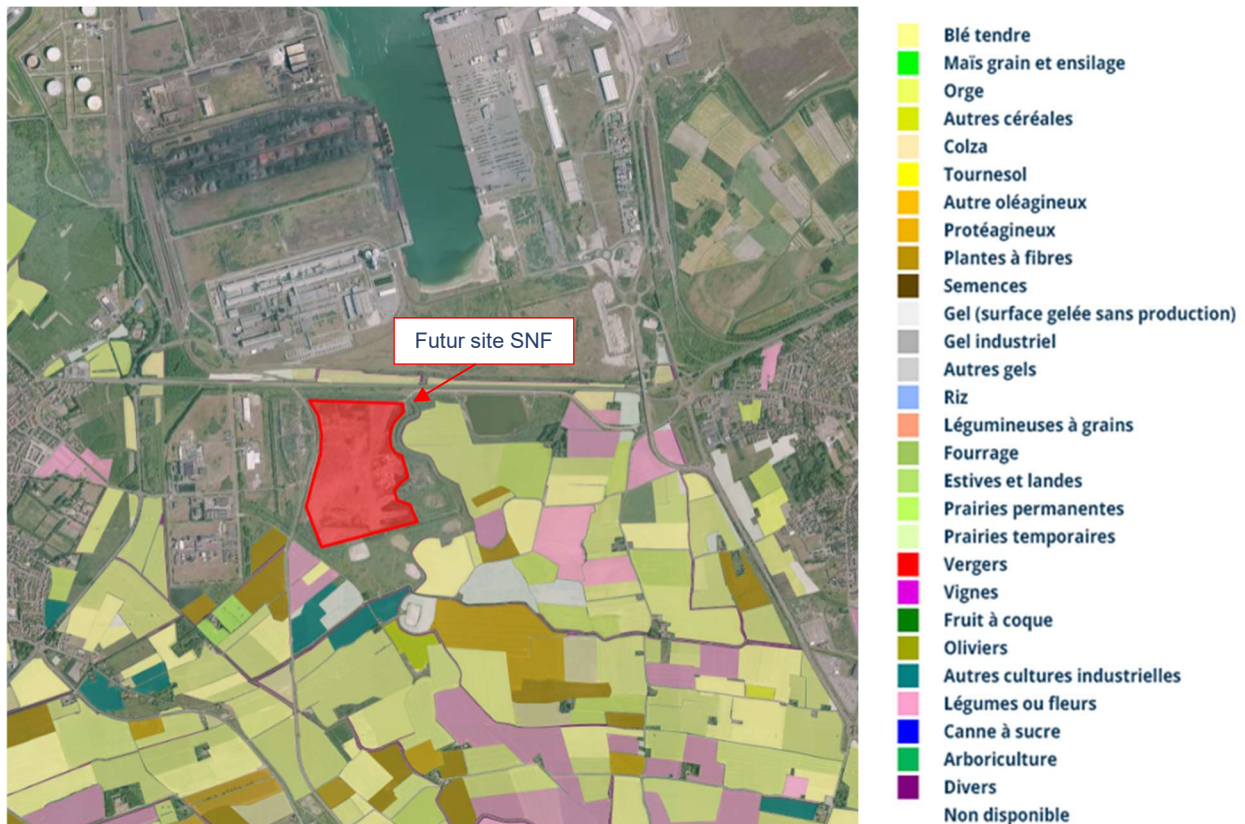 Futur site SNF
Blé tendre
Maïs grain et ensilage
Orge
Autres céréales
Colza
Tournesol
Autre oléagineux
Protéagineux
Plantes à fibres
Semences
Gel (surface gelée sans production)
Gel industriel
Autres gels
Riz
Légumineuses à grains
Fourrage
Estives et landes
Prairies permanentes
Prairies temporaires
Vergers
Vignes
Fruit à coque
Oliviers
Autres cultures industrielles
Légumes ou fleurs
Canne à sucre
Arboriculture
Divers
Non disponible